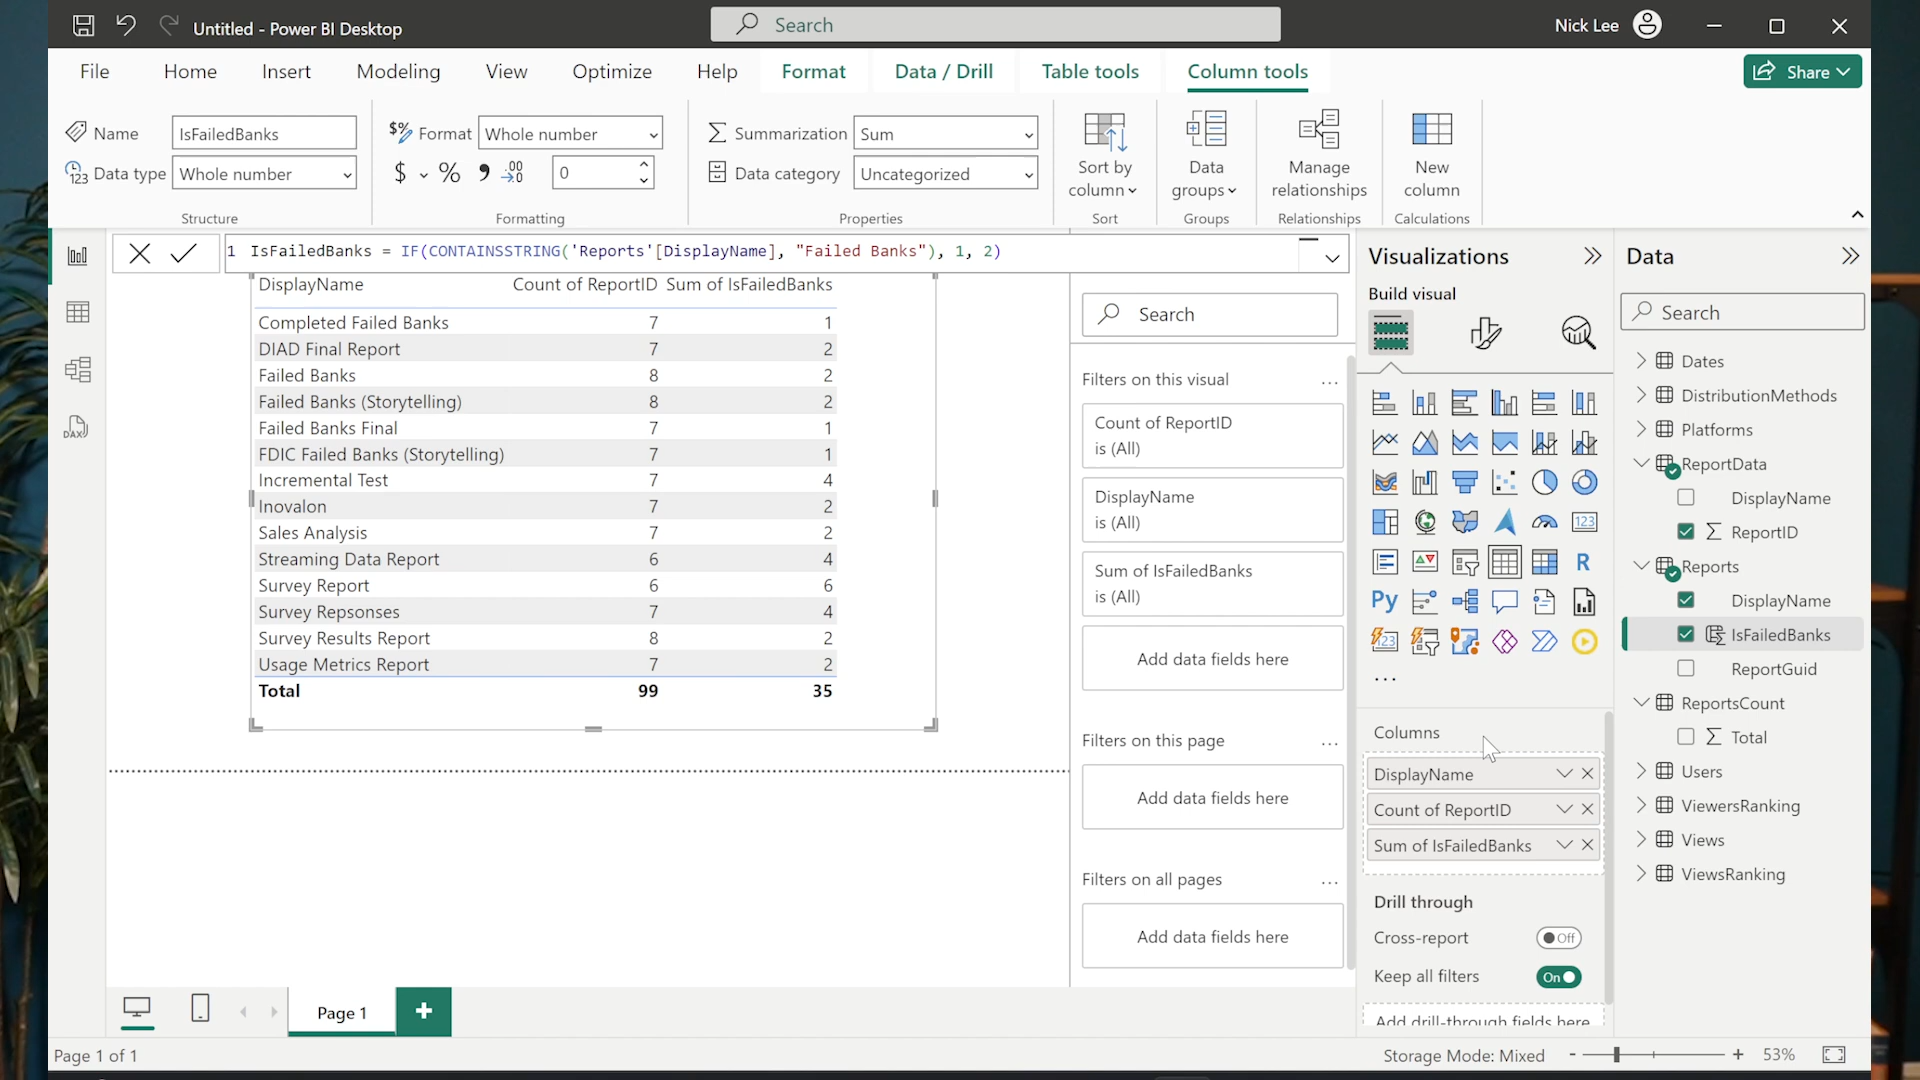 Untitled - Power BI Desktop
Search
Nick Lee
File
Home
Insert
Modeling
View
Optimize
Help
Format
Data / Drill
Table tools
Column tools
Share
Name
IsFailedBanks
Data type
Whole number
Structure
Format
Whole number
$ % 9 .00
0
Formatting
Summarization
Sum
Data category
Uncategorized
Properties
Sort by
column
Sort
Data
groups
Groups
Manage
relationships
Relationships
New
column
Calculations
1 IsFailedBanks = IF(CONTAINSSTRING('Reports'[DisplayName], "Failed Banks"), 1, 2)
DisplayName Count of ReportID Sum of IsFailedBanks
Completed Failed Banks 7 1
DIAD Final Report 7 2
Failed Banks 8 2
Failed Banks (Storytelling) 8 2
Failed Banks Final 7 1
FDIC Failed Banks (Storytelling) 7 1
Incremental Test 7 4
Inovalon 7 2
Sales Analysis 7 2
Streaming Data Report 6 4
Survey Report 6 6
Survey Repsonses 7 4
Survey Results Report 8 2
Usage Metrics Report 7 2
Total 99 35
Search
Filters on this visual
...
Count of ReportID
is (All)
DisplayName
is (All)
Sum of IsFailedBanks
is (All)
Add data fields here
Filters on this page
...
Add data fields here
Filters on all pages
...
Add data fields here
Visualizations
Build visual
123
R
Py
123
...
Columns
DisplayName
Count of ReportID
Sum of IsFailedBanks
Drill through
Cross-report
Off
Keep all filters
On
Add drill-through fields here
Data
Search
Dates
DistributionMethods
Platforms
ReportData
DisplayName
ReportID
Reports
DisplayName
IsFailedBanks
ReportGuid
ReportsCount
Total
Users
ViewersRanking
Views
ViewsRanking
DAX
Page 1
Page 1 of 1
Storage Mode: Mixed
53%